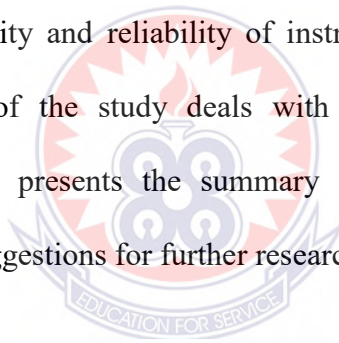 ity and reliability of instr
of the study deals with
presents the summary
ggestions for further researc
EDUCATION FOR SERVICE